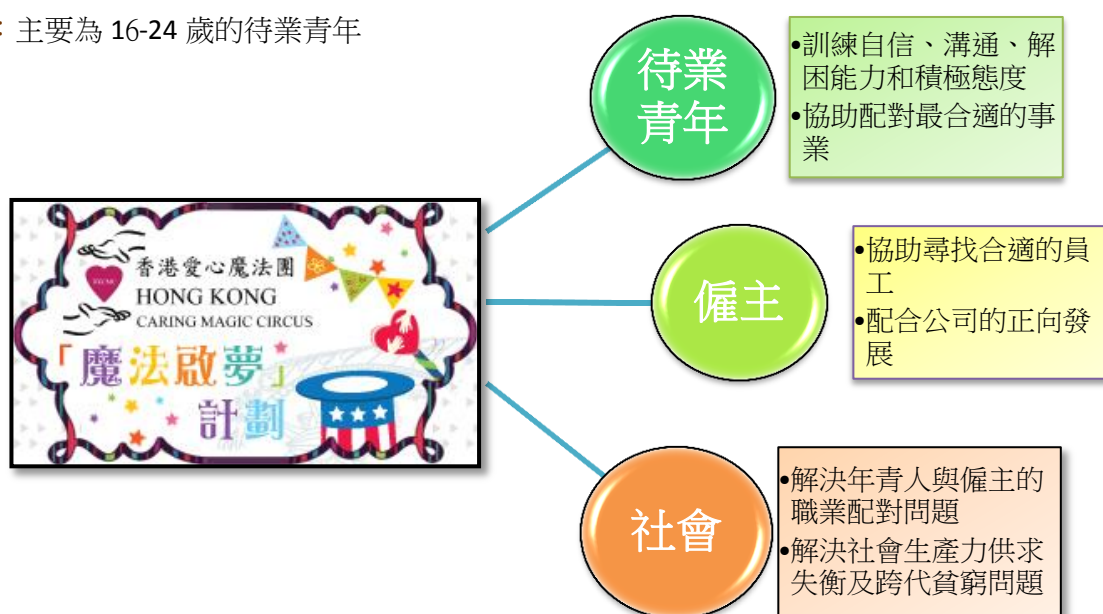 ：主要為 16-24 歲的待業青年
待業
青年
•訓練自信、溝通、解
困能力和積極態度
•協助配對最合適的事
業
香港愛心魔法團
HONG KONG
CARING MAGIC CIRCUS
「魔法啟夢」
計劃
僱主
•協助尋找合適的員
工
•配合公司的正向發
展
社會
•解決年青人與僱主的
職業配對問題
•解決社會生產力供求
失衡及跨代貧窮問題